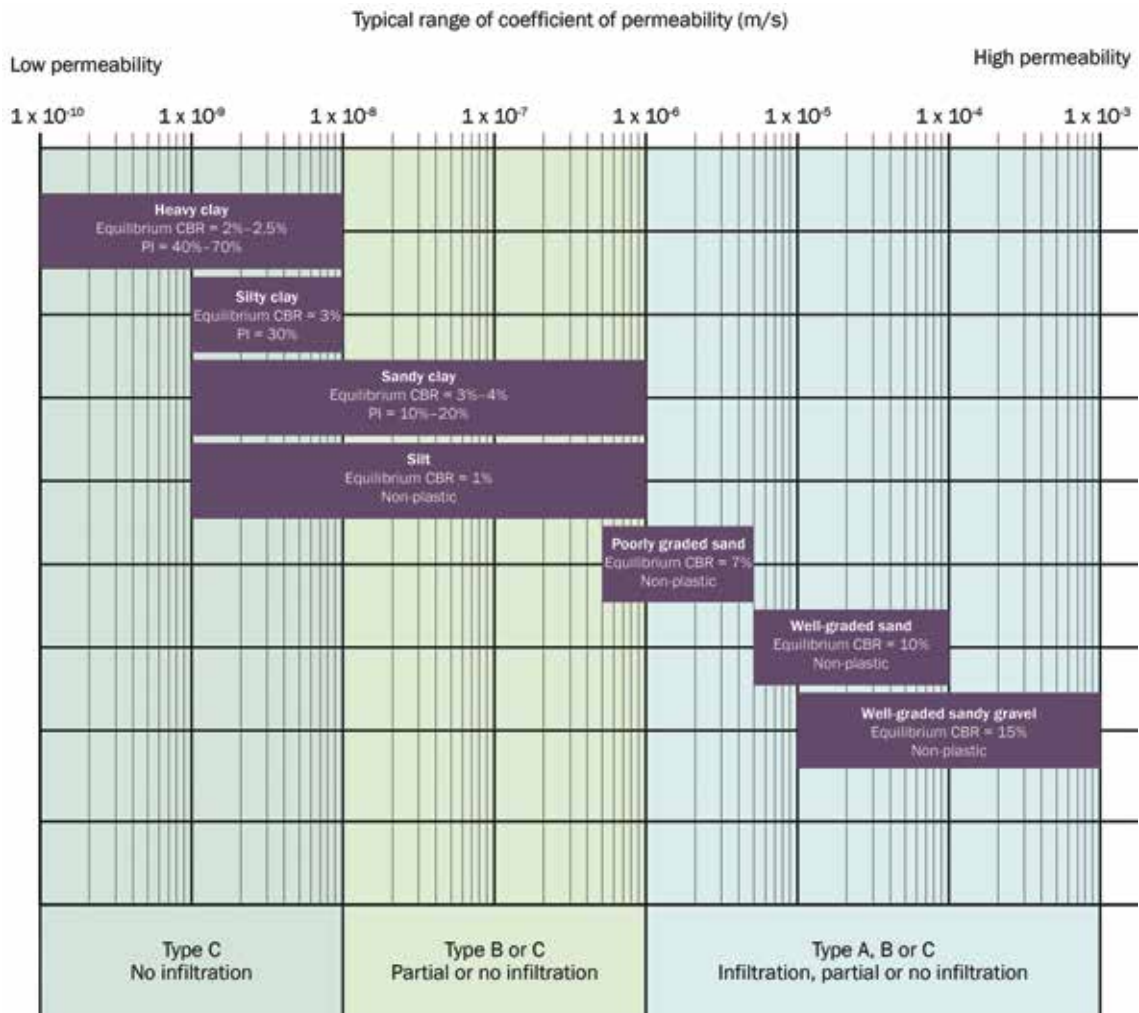 Typical range of coefficient of permeability (m/s)
Low permeability
High permeability
1 x 10⁻¹⁰ 1 x 10⁻⁹ 1 x 10⁻⁸ 1 x 10⁻⁷ 1 x 10⁻⁶ 1 x 10⁻⁵ 1 x 10⁻⁴ 1 x 10⁻³
Heavy clay
Equilibrium CBR = 2%–2.5%
PI = 40%–70%
Silty clay
Equilibrium CBR = 3%
PI = 30%
Sandy clay
Equilibrium CBR = 3%–4%
PI = 10%–20%
Silt
Equilibrium CBR = 1%
Non-plastic
Poorly graded sand
Equilibrium CBR = 7%
Non-plastic
Well-graded sand
Equilibrium CBR = 10%
Non-plastic
Well-graded sandy gravel
Equilibrium CBR = 15%
Non-plastic
Type C
No infiltration
Type B or C
Partial or no infiltration
Type A, B or C
Infiltration, partial or no infiltration